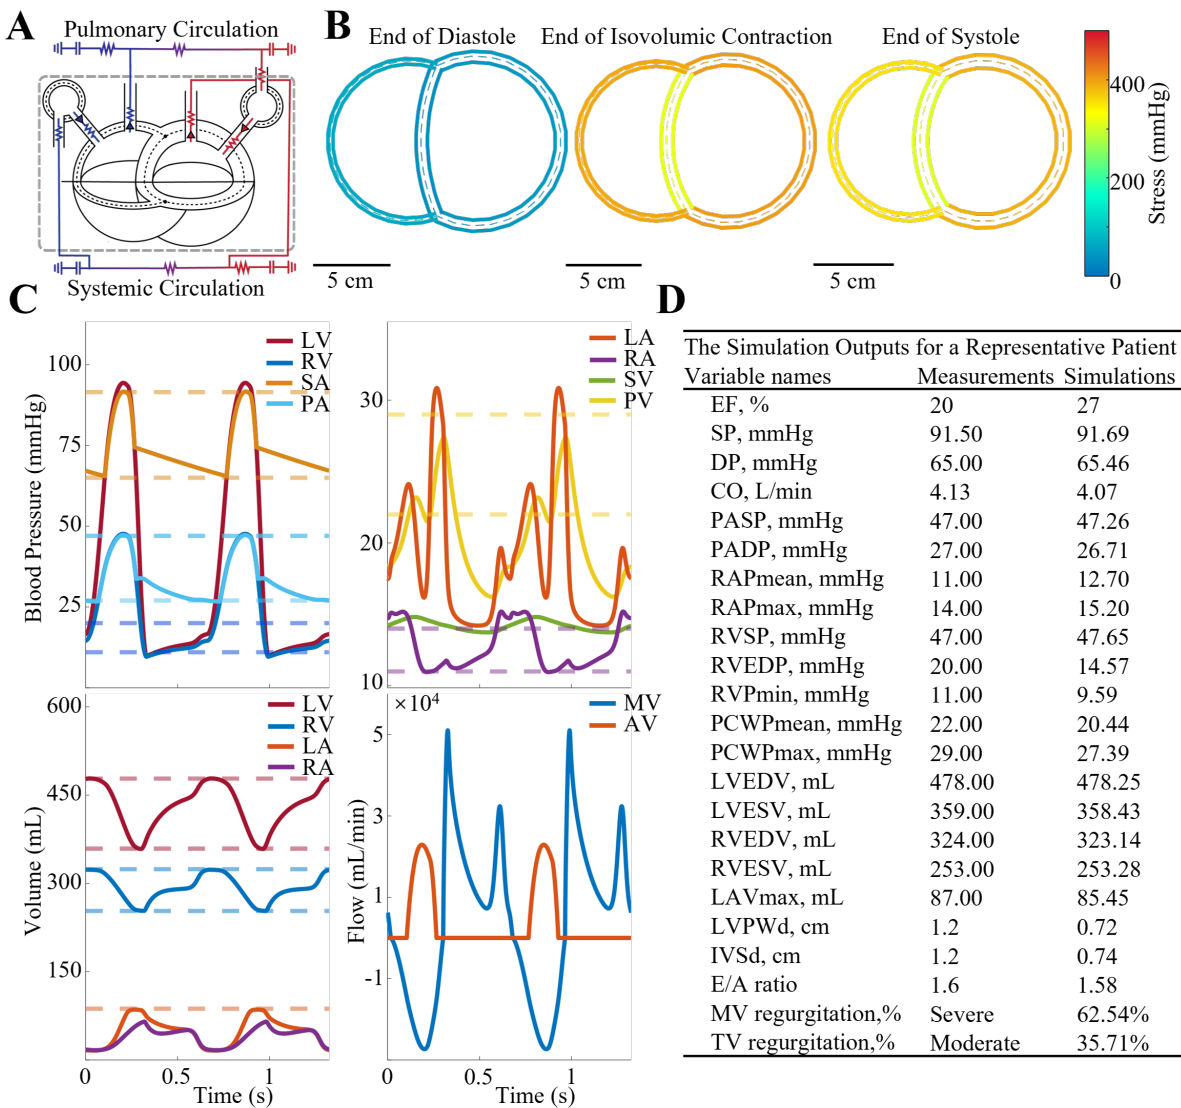 A
Pulmonary Circulation
Systemic Circulation
B
End of Diastole
End of Isovolumic Contraction
End of Systole
5 cm
5 cm
5 cm
400
200
0
Stress (mmHg)
C
LV
RV
SA
PA
100
75
50
25
Blood Pressure (mmHg)
LA
RA
SV
PV
30
20
10
LV
RV
LA
RA
600
450
300
150
Volume (mL)
0
0.5
1
Time (s)
×10⁴
MV
AV
5
3
1
-1
Flow (mL/min)
0
0.5
1
Time (s)
D
The Simulation Outputs for a Representative Patient
Variable names Measurements Simulations
EF, % 20 27
SP, mmHg 91.50 91.69
DP, mmHg 65.00 65.46
CO, L/min 4.13 4.07
PASP, mmHg 47.00 47.26
PADP, mmHg 27.00 26.71
RAPmean, mmHg 11.00 12.70
RAPmax, mmHg 14.00 15.20
RVSP, mmHg 47.00 47.65
RVEDP, mmHg 20.00 14.57
RVPmin, mmHg 11.00 9.59
PCWPmean, mmHg 22.00 20.44
PCWPmax, mmHg 29.00 27.39
LVEDV, mL 478.00 478.25
LVESV, mL 359.00 358.43
RVEDV, mL 324.00 323.14
RVESV, mL 253.00 253.28
LAVmax, mL 87.00 85.45
LVPWd, cm 1.2 0.72
IVSd, cm 1.2 0.74
E/A ratio 1.6 1.58
MV regurgitation,% Severe 62.54%
TV regurgitation,% Moderate 35.71%